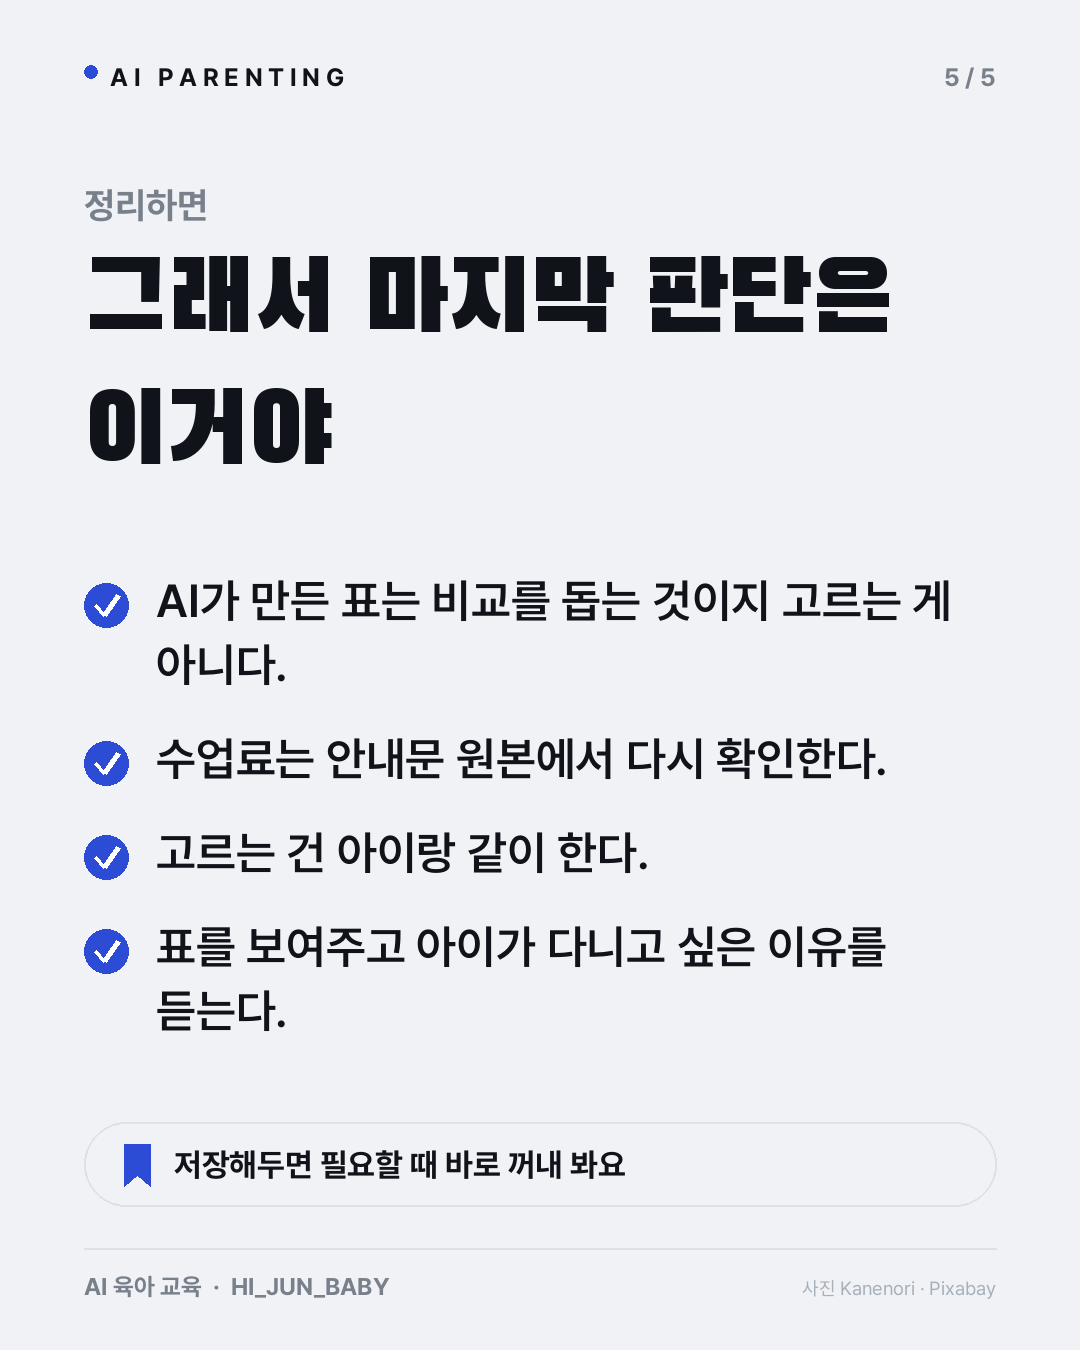 AI PARENTING
5 / 5
정리하면
그래서 마지막 판단은
이거야
AI가 만든 표는 비교를 돕는 것이지 고르는 게
아니다.
수업료는 안내문 원본에서 다시 확인한다.
고르는 건 아이랑 같이 한다.
표를 보여주고 아이가 다니고 싶은 이유를
듣는다.
저장해두면 필요할 때 바로 꺼내 봐요
AI 육아 교육 · HI_JUN_BABY
사진 Kanenori · Pixabay